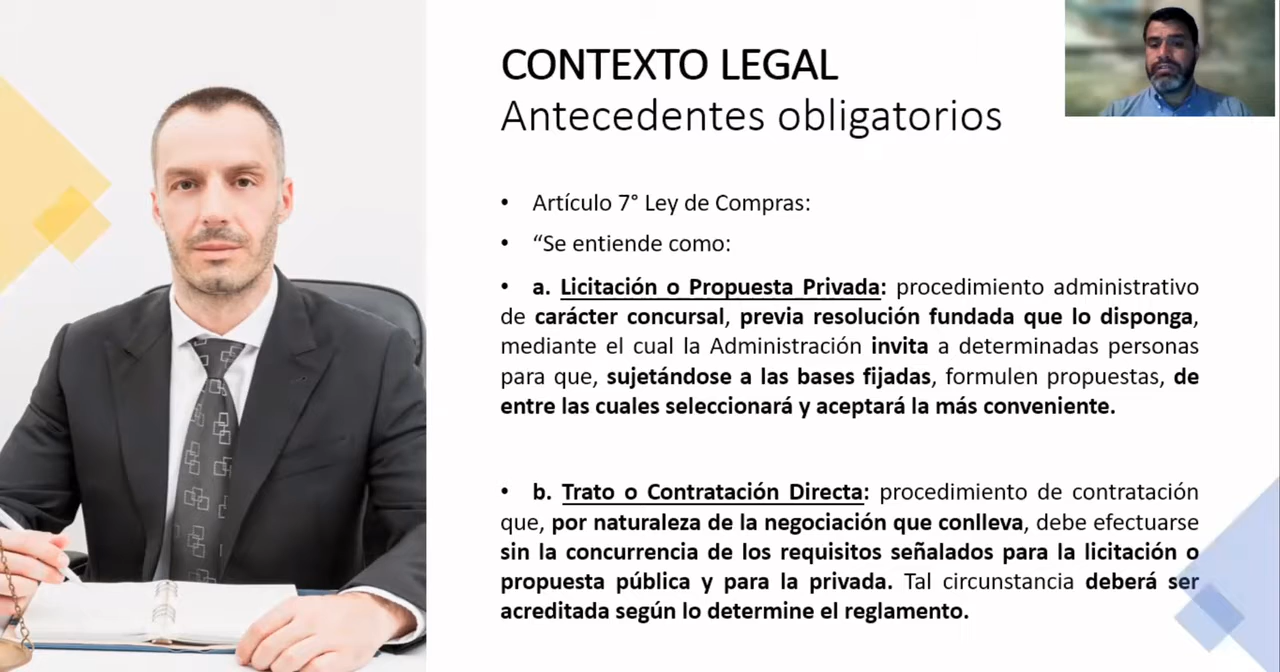 CONTEXTO LEGAL
Antecedentes obligatorios
• Artículo 7° Ley de Compras:
• “Se entiende como:
• a. Licitación o Propuesta Privada: procedimiento administrativo
de carácter concursal, previa resolución fundada que lo disponga,
mediante el cual la Administración invita a determinadas personas
para que, sujetándose a las bases fijadas, formulen propuestas, de
entre las cuales seleccionará y aceptará la más conveniente.
• b. Trato o Contratación Directa: procedimiento de contratación
que, por naturaleza de la negociación que conlleva, debe efectuarse
sin la concurrencia de los requisitos señalados para la licitación o
propuesta pública y para la privada. Tal circunstancia deberá ser
acreditada según lo determine el reglamento.